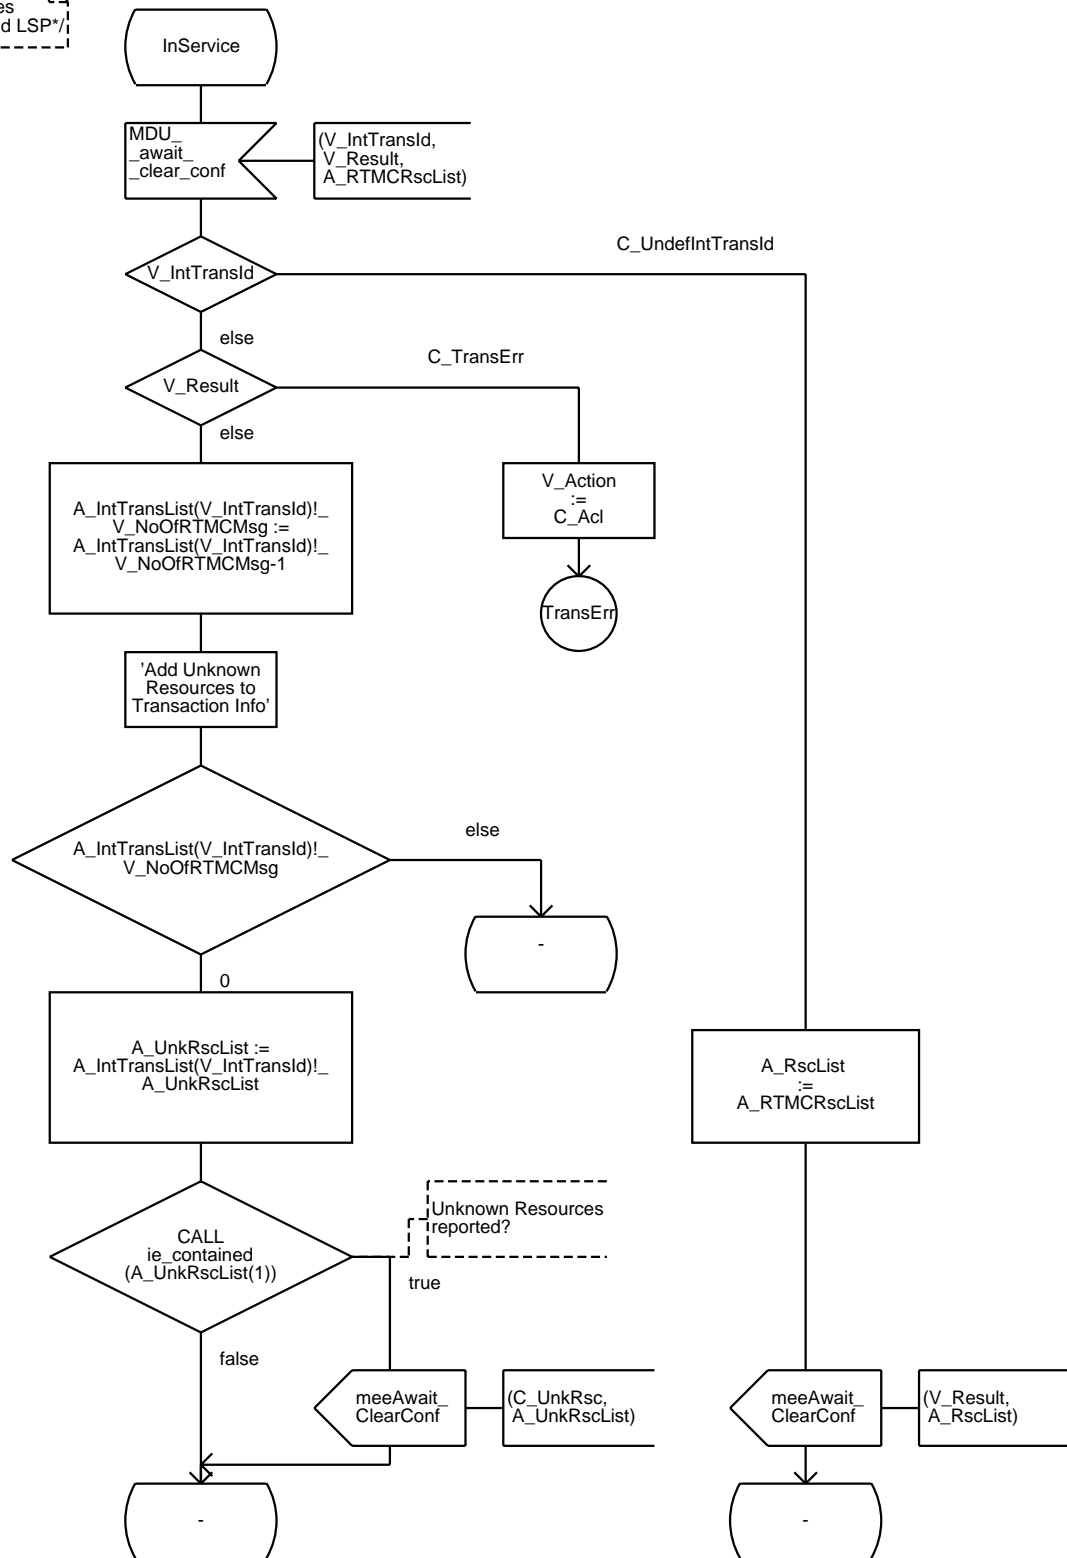 es
d LSP*/
InService
MDU_
_await_
_clear_conf
(V_IntTransId,
V_Result,
A_RTMCRscList)
C_UndefIntTransId
V_IntTransId
else
C_TransErr
V_Result
else
A_IntTransList(V_IntTransId)!_
V_NoOfRTMCMsg :=
A_IntTransList(V_IntTransId)!_
V_NoOfRTMCMsg-1
V_Action
:=
C_Acl
TransErr
'Add Unknown
Resources to
Transaction Info'
else
A_IntTransList(V_IntTransId)!_
V_NoOfRTMCMsg
-
0
A_UnkRscList :=
A_IntTransList(V_IntTransId)!_
A_UnkRscList
A_RscList
:=
A_RTMCRscList
Unknown Resources
reported?
CALL
ie_contained
(A_UnkRscList(1))
true
false
meeAwait_
ClearConf
(C_UnkRsc,
A_UnkRscList)
meeAwait_
ClearConf
(V_Result,
A_RscList)
-
-